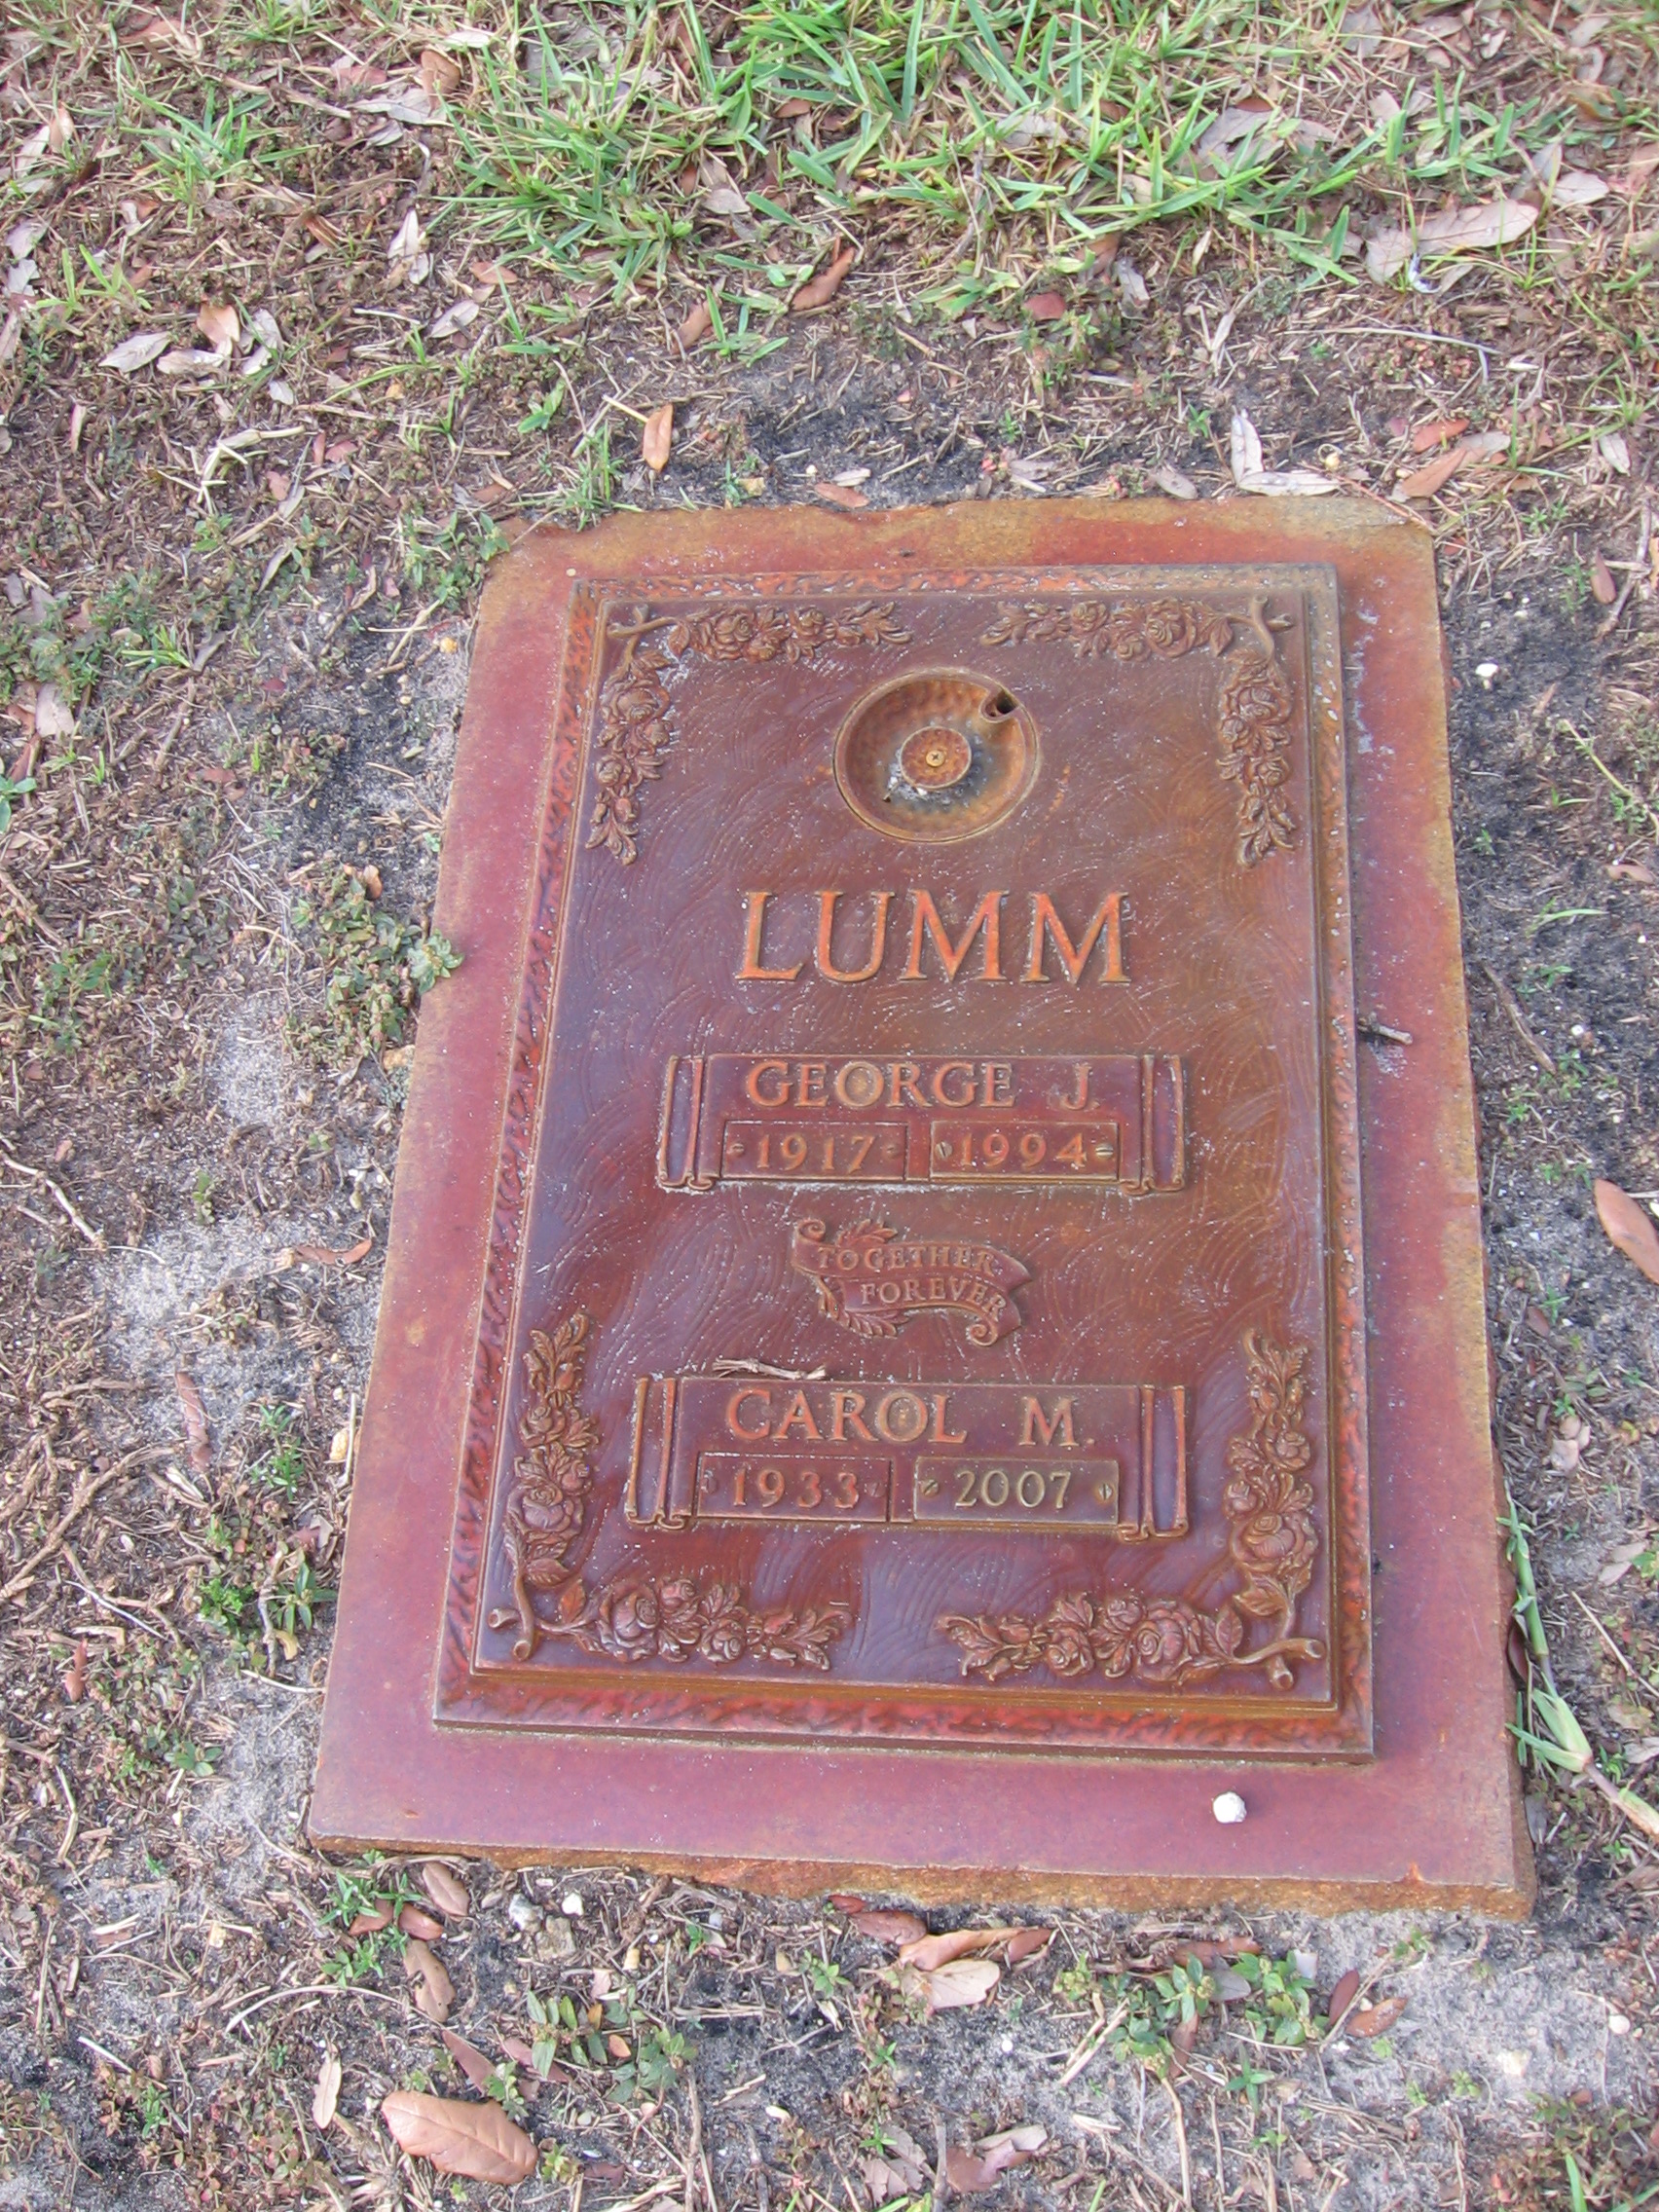 LUMM
GEORGE J.
1917 1994
TOGETHER
FOREVER
CAROL M.
1933 2007